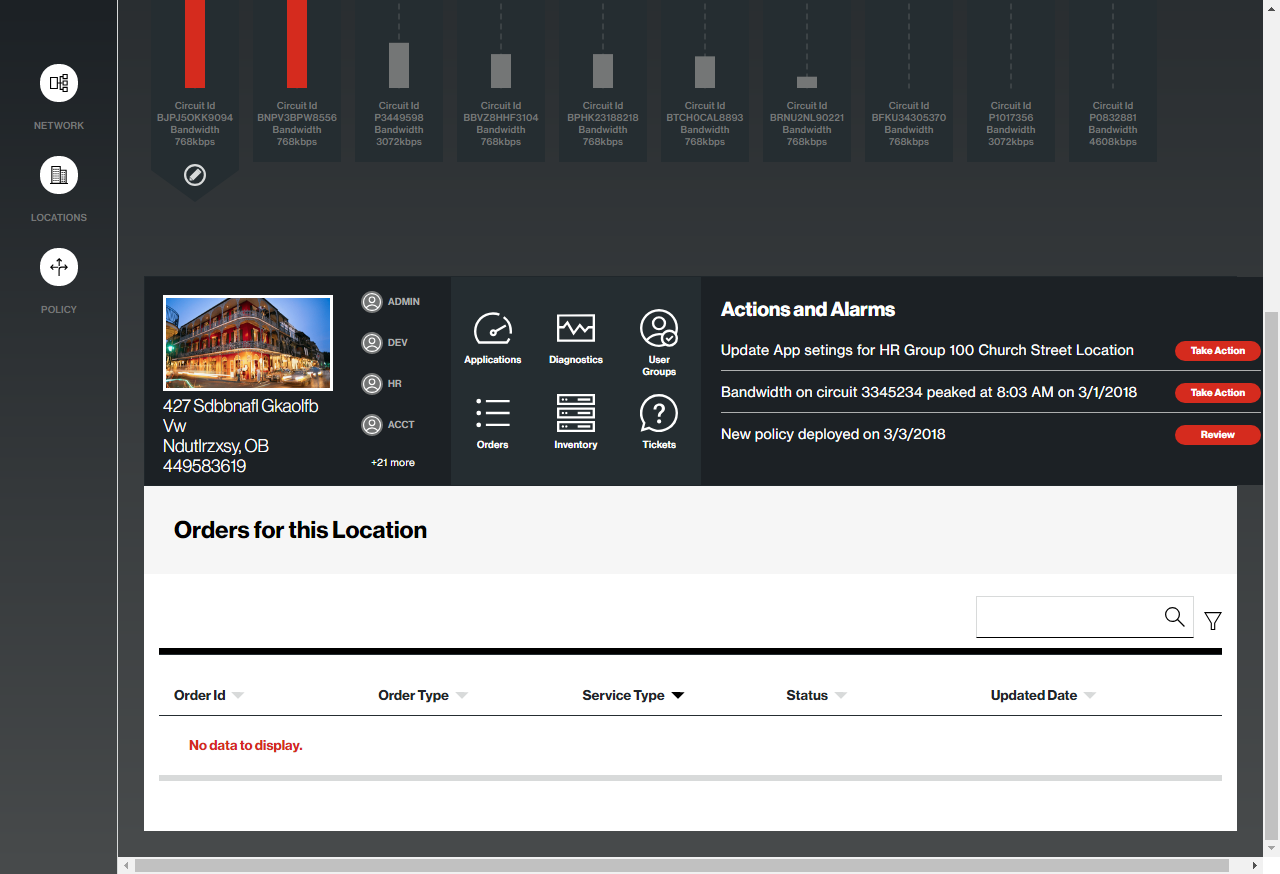 NETWORK
LOCATIONS
POLICY
Circuit Id
BJPJ5OKK9094
Bandwidth
768kbps
Circuit Id
BNPV3BPW8556
Bandwidth
768kbps
Circuit Id
P3449598
Bandwidth
3072kbps
Circuit Id
BBVZ8HHF3104
Bandwidth
768kbps
Circuit Id
BPHK23188218
Bandwidth
768kbps
Circuit Id
BTCH0CAL8893
Bandwidth
768kbps
Circuit Id
BRNU2NL90221
Bandwidth
768kbps
Circuit Id
BFKU34305370
Bandwidth
768kbps
Circuit Id
P1017356
Bandwidth
3072kbps
Circuit Id
P0832881
Bandwidth
4608kbps
427 Sdbbnafl Gkaolfb
Vw
Ndutlrzxsy, OB
449583619
ADMIN
DEV
HR
ACCT
+21 more
Applications
Diagnostics
User
Groups
Orders
Inventory
Tickets
Actions and Alarms
Update App setings for HR Group 100 Church Street Location
Take Action
Bandwidth on circuit 3345234 peaked at 8:03 AM on 3/1/2018
Take Action
New policy deployed on 3/3/2018
Review
Orders for this Location
Order Id
Order Type
Service Type
Status
Updated Date
No data to display.